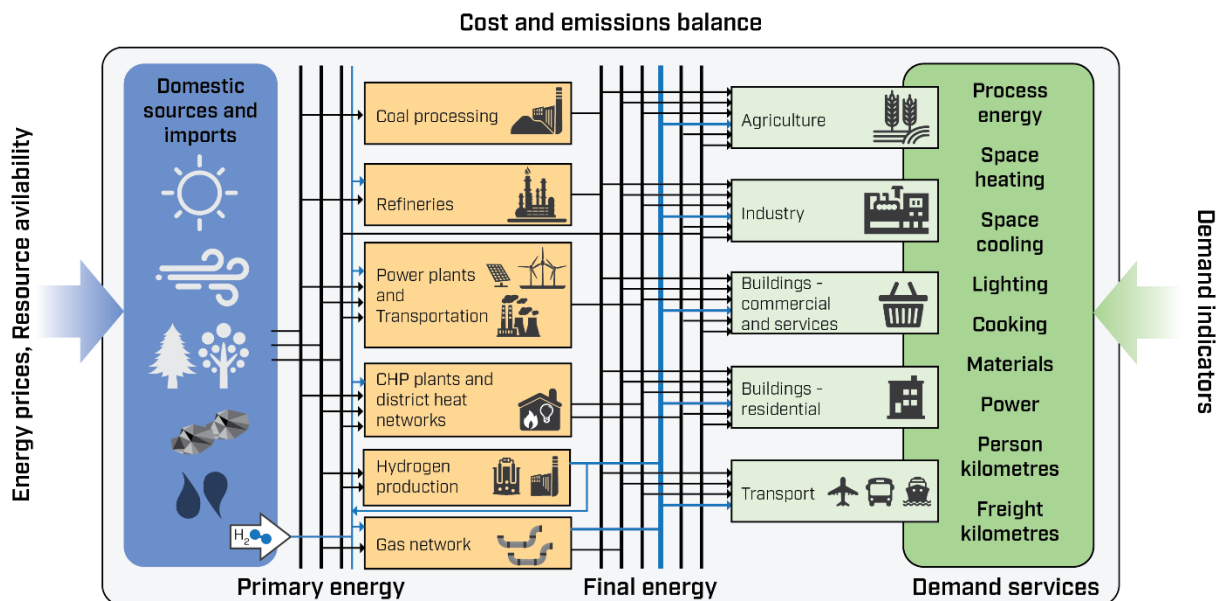 Cost and emissions balance
Energy prices, Resource avilability
Domestic
sources and
imports
H2
Primary energy
Coal processing
Refineries
Power plants
and
Transportation
CHP plants and
district heat
networks
Hydrogen
production
Gas network
Final energy
Agriculture
Industry
Buildings -
commercial
and services
Buildings -
residential
Transport
Process
energy
Space
heating
Space
cooling
Lighting
Cooking
Materials
Power
Person
kilometres
Freight
kilometres
Demand services
Demand indicators